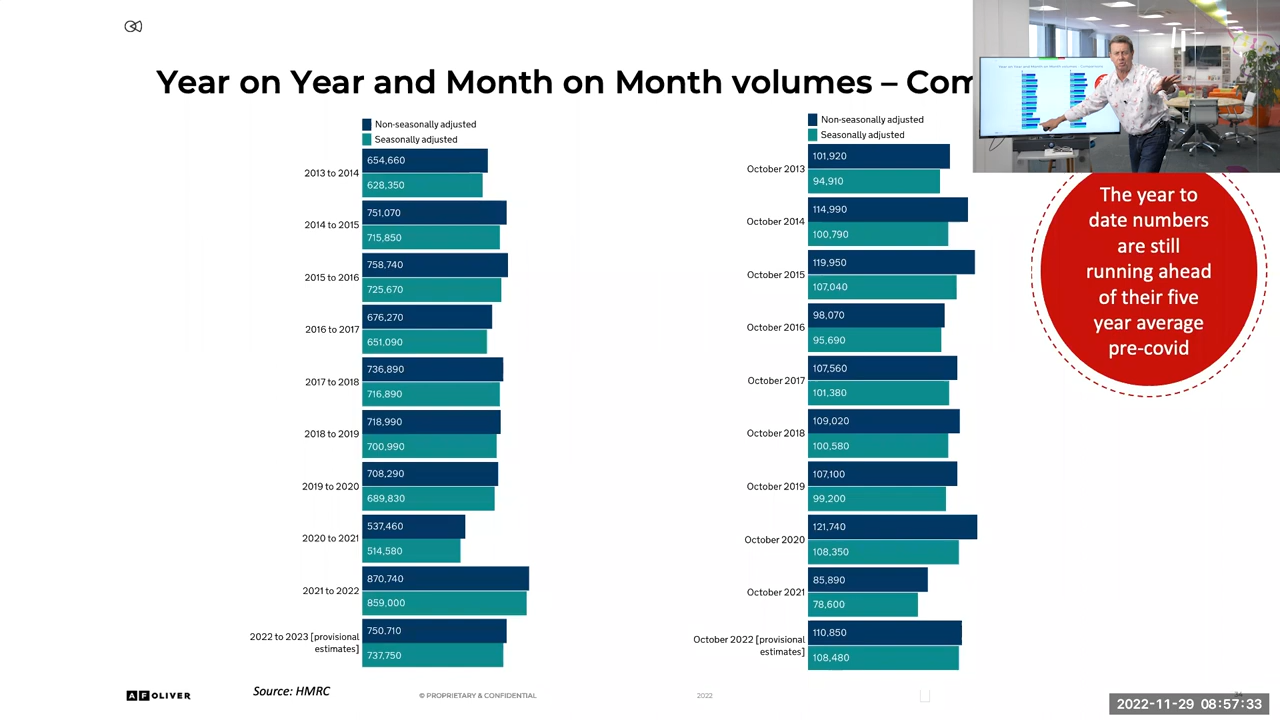 Year on Year and Month on Month volumes – Com
Non-seasonally adjusted
Seasonally adjusted
2013 to 2014
654,660
628,350
2014 to 2015
751,070
715,850
2015 to 2016
758,740
725,670
2016 to 2017
676,270
651,090
2017 to 2018
736,890
716,890
2018 to 2019
718,990
700,990
2019 to 2020
708,290
689,830
2020 to 2021
537,460
514,580
2021 to 2022
870,740
859,000
2022 to 2023 [provisional
estimates]
750,710
737,750
Non-seasonally adjusted
Seasonally adjusted
October 2013
101,920
94,910
October 2014
114,990
100,790
October 2015
119,950
107,040
October 2016
98,070
95,690
October 2017
107,560
101,380
October 2018
109,020
100,580
October 2019
107,100
99,200
October 2020
121,740
108,350
October 2021
85,890
78,600
October 2022 [provisional
estimates]
110,850
108,480
The year to
date numbers
are still
running ahead
of their five
year average
pre-covid
AF OLIVER
Source: HMRC
© PROPRIETARY & CONFIDENTIAL
2022
2022-11-29 08:57:33